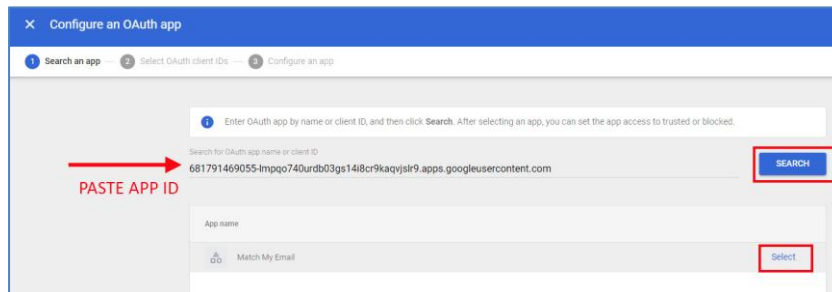 × Configure an OAuth app
1 Search an app — 2 Select OAuth client IDs — 3 Configure an app
Enter OAuth app by name or client ID, and then click Search. After selecting an app, you can set the app access to trusted or blocked.
Search for OAuth app name or client ID
681791469055-lmpqo740urdb03gs14i8cr9kaqvjslr9.apps.googleusercontent.com
SEARCH
PASTE APP ID
App name
Match My Email
Select